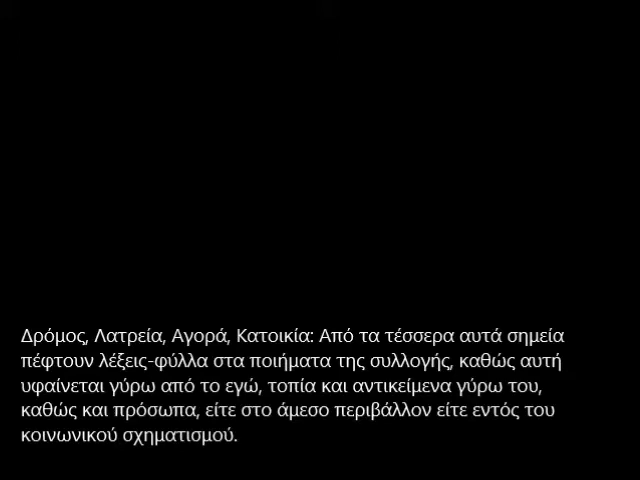 Δρόμος, Λατρεία, Αγορά, Κατοικία: Από τα τέσσερα αυτά σημεία
πέφτουν λέξεις-φύλλα στα ποιήματα της συλλογής, καθώς αυτή
υφαίνεται γύρω από το εγώ, τοπία και αντικείμενα γύρω του,
καθώς και πρόσωπα, είτε στο άμεσο περιβάλλον είτε εντός του
κοινωνικού σχηματισμού.